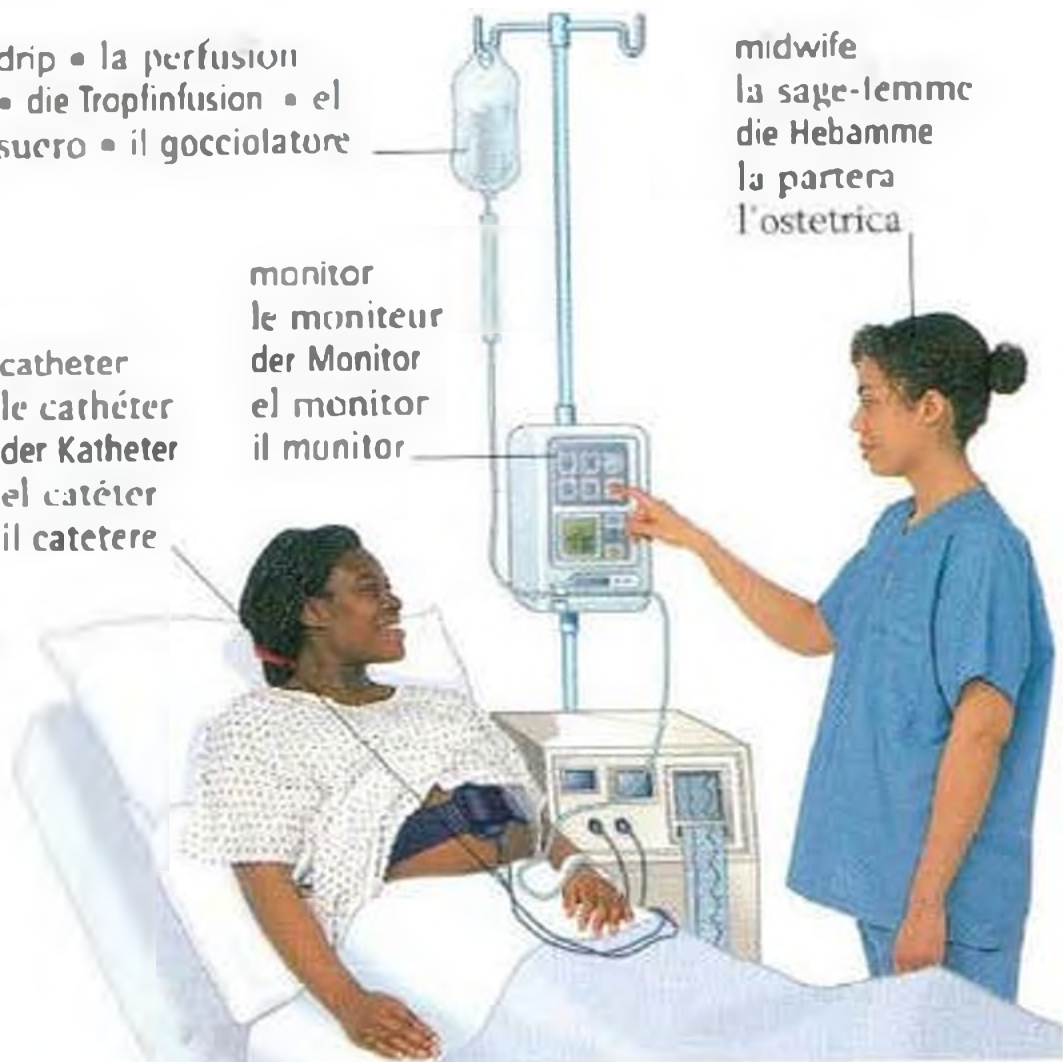 drip • la perfusion
• die Tropfinfusion • el
suero • il gocciolatore
midwife
la sage-femme
die Hebamme
la partera
l'ostetrica
monitor
le moniteur
der Monitor
el monitor
il monitor
catheter
le cathéter
der Katheter
el catéter
il catetere